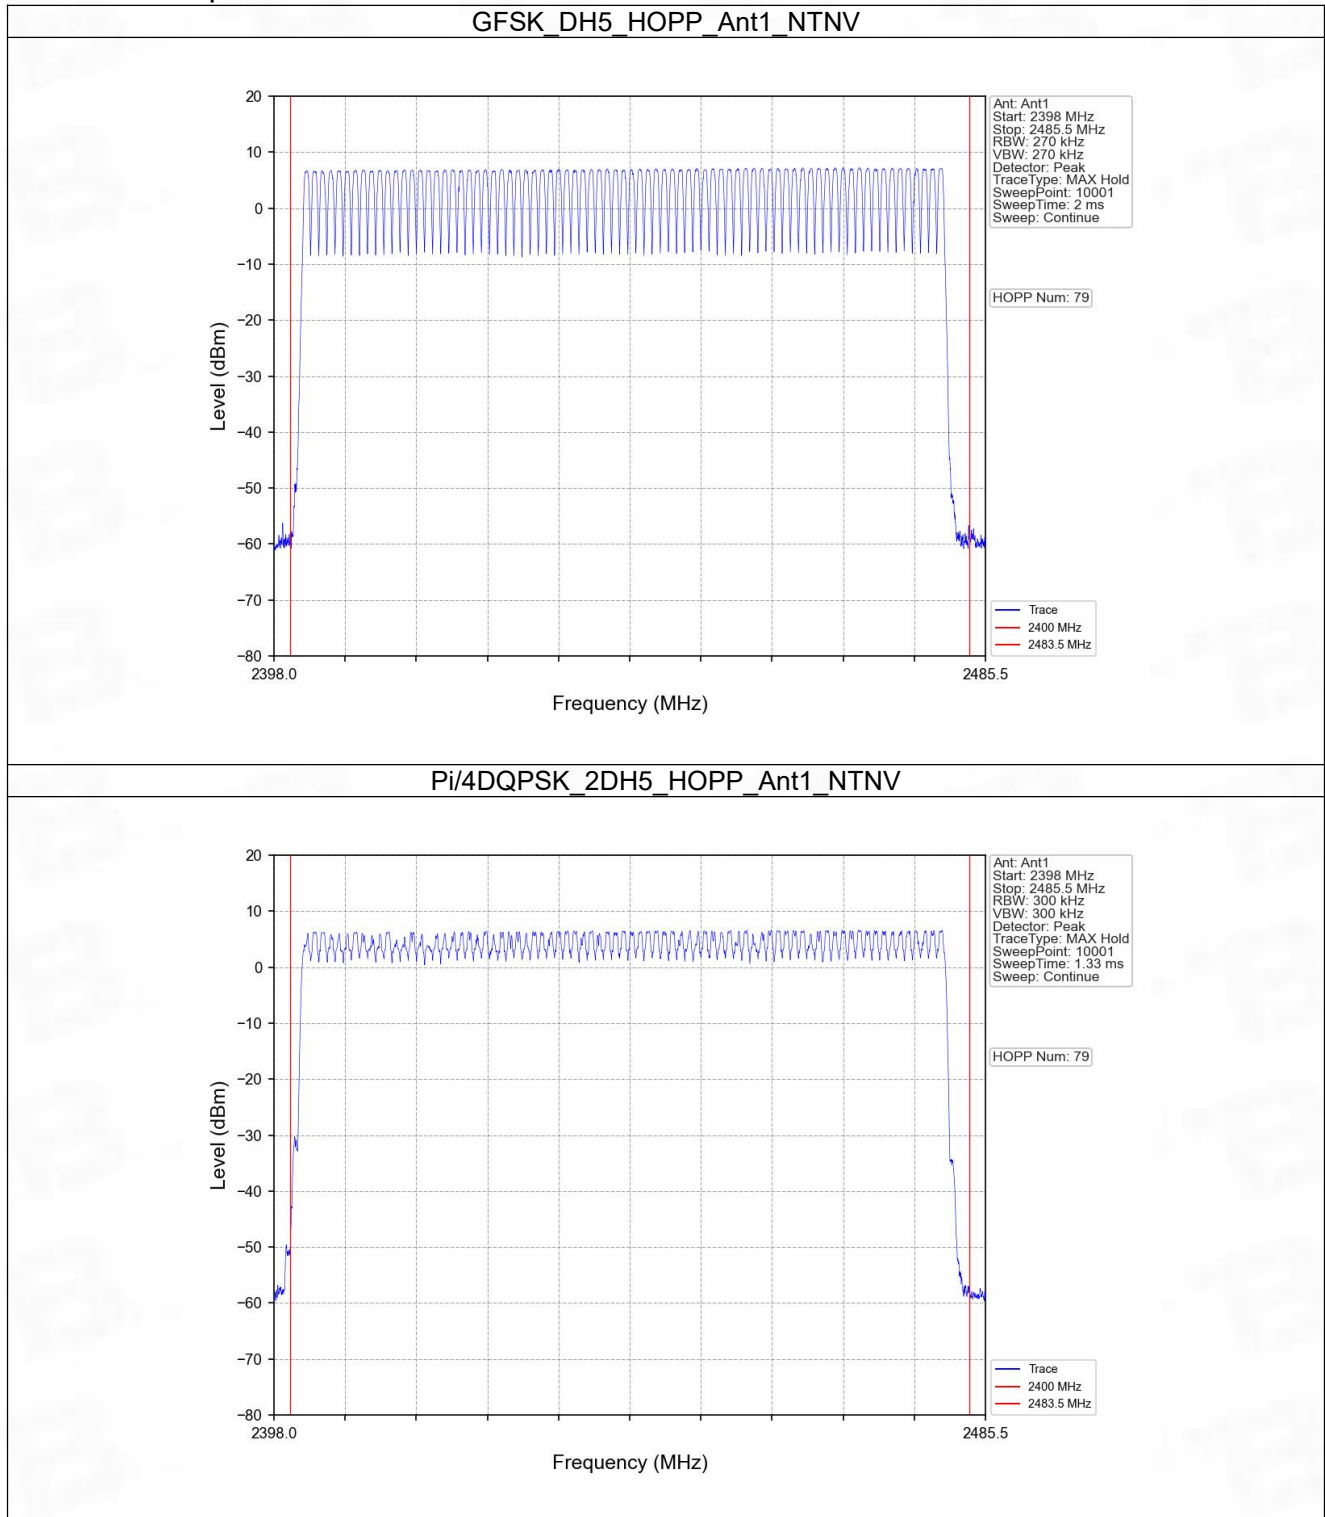 GFSK_DH5_HOPP_Ant1_NTNV
20
10
0
−10
−20
−30
−40
−50
−60
−70
−80
Level (dBm)
2398.0
2485.5
Frequency (MHz)
Ant: Ant1
Start: 2398 MHz
Stop: 2485.5 MHz
RBW: 270 kHz
VBW: 270 kHz
Detector: Peak
TraceType: MAX Hold
SweepPoint: 10001
SweepTime: 2 ms
Sweep: Continue
HOPP Num: 79
Trace
2400 MHz
2483.5 MHz
Pi/4DQPSK_2DH5_HOPP_Ant1_NTNV
20
10
0
−10
−20
−30
−40
−50
−60
−70
−80
Level (dBm)
2398.0
2485.5
Frequency (MHz)
Ant: Ant1
Start: 2398 MHz
Stop: 2485.5 MHz
RBW: 300 kHz
VBW: 300 kHz
Detector: Peak
TraceType: MAX Hold
SweepPoint: 10001
SweepTime: 1.33 ms
Sweep: Continue
HOPP Num: 79
Trace
2400 MHz
2483.5 MHz